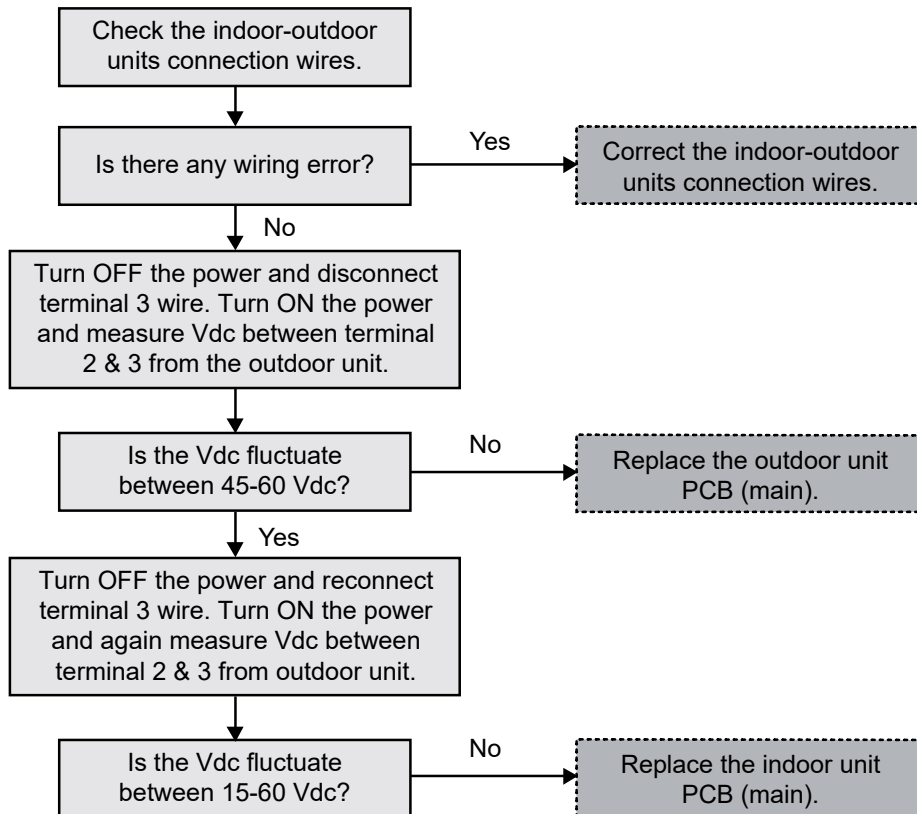 Check the indoor-outdoor
units connection wires.
Is there any wiring error?
Yes
Correct the indoor-outdoor
units connection wires.
No
Turn OFF the power and disconnect
terminal 3 wire. Turn ON the power
and measure Vdc between terminal
2 & 3 from the outdoor unit.
Is the Vdc fluctuate
between 45-60 Vdc?
No
Replace the outdoor unit
PCB (main).
Yes
Turn OFF the power and reconnect
terminal 3 wire. Turn ON the power
and again measure Vdc between
terminal 2 & 3 from outdoor unit.
Is the Vdc fluctuate
between 15-60 Vdc?
No
Replace the indoor unit
PCB (main).